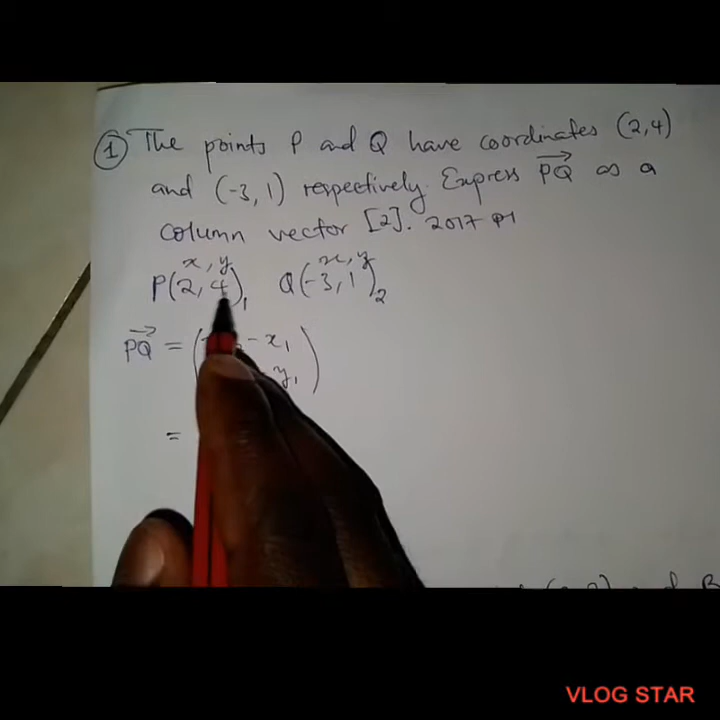 ① The points P and Q have coordinates (2,4)
and (-3,1) respectively. Express PQ as a
column vector [2]. 2017 P1
x, y x, y
P(2,4)₁ Q(-3,1)₂
PQ = ( - x₁
y₁ )
=
and B
VLOG STAR